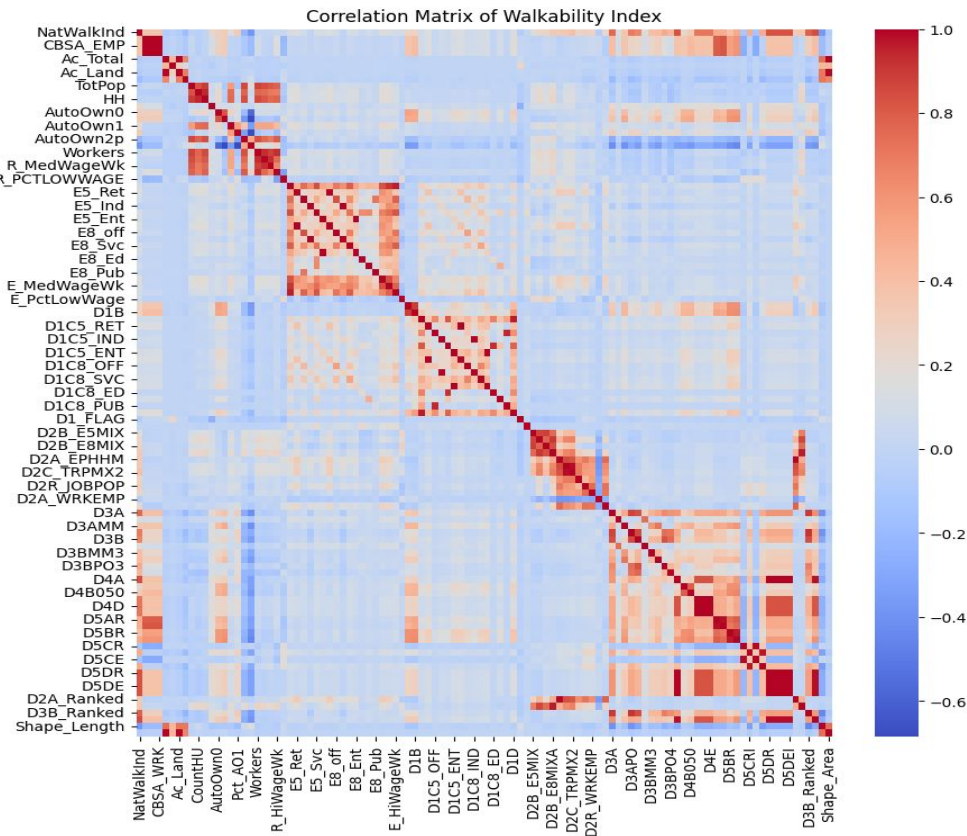 Correlation Matrix of Walkability Index
NatWalkInd
CBSA_EMP
Ac_Total
Ac_Land
TotPop
HH
AutoOwn0
AutoOwn1
AutoOwn2p
Workers
R_MedWageWk
R_PCTLOWWAGE
E5_Ret
E5_Ind
E5_Ent
E8_off
E8_Svc
E8_Ed
E8_Pub
E_MedWageWk
E_PctLowWage
D1B
D1C5_RET
D1C5_IND
D1C5_ENT
D1C8_OFF
D1C8_SVC
D1C8_ED
D1C8_PUB
D1_FLAG
D2B_E5MIX
D2B_E8MIX
D2A_EPHHM
D2C_TRPMX2
D2R_JOBPOP
D2A_WRKEMP
D3A
D3AMM
D3B
D3BMM3
D3BPO3
D4A
D4B050
D4D
D5AR
D5BR
D5CR
D5CE
D5DR
D5DE
D2A_Ranked
D3B_Ranked
Shape_Length
NatWalkInd
CBSA_WRK
Ac_Land
CountHU
AutoOwn0
Pct_AO1
Workers
R_HiWageWk
E5_Ret
E5_Svc
E8_off
E8_Ent
E8_Pub
E_HiWageWk
D1B
D1C5_OFF
D1C5_ENT
D1C8_IND
D1C8_ED
D1D
D2B_E5MIX
D2B_E8MIXA
D2C_TRPMX2
D2R_WRKEMP
D3A
D3APO
D3BMM3
D3BPO4
D4B050
D4E
D5BR
D5CRI
D5DR
D5DEI
D3B_Ranked
Shape_Area
1.0
0.8
0.6
0.4
0.2
0.0
−0.2
−0.4
−0.6